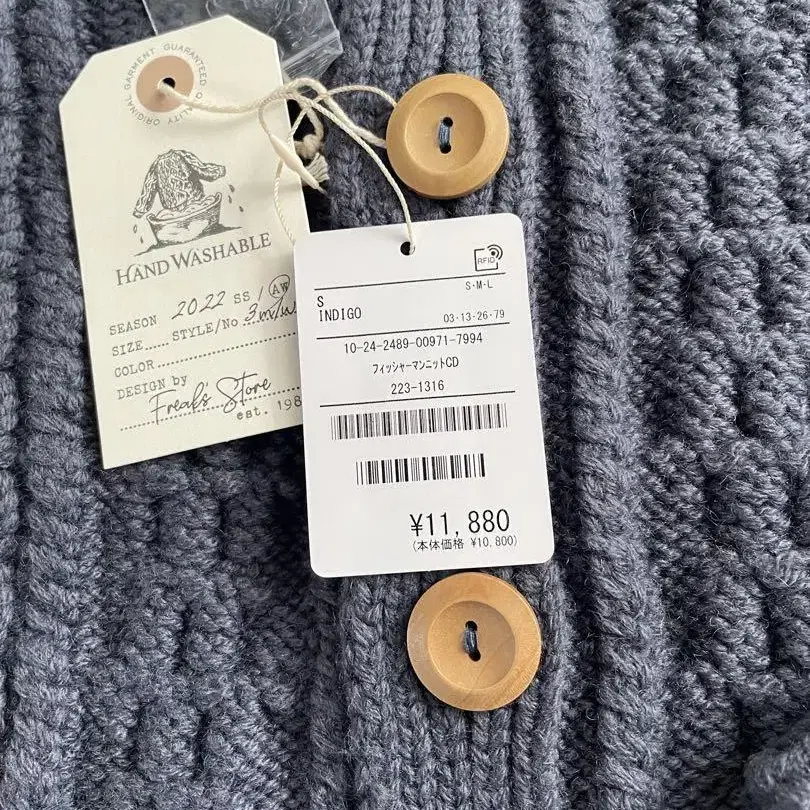 ORIGINAL GARMENT GUARANTEED QUALITY
HAND WASHABLE
SEASON 2022 SS / AW
SIZE...... STYLE/No.
COLOR
DESIGN by
Freak's Store
est. 198
RFID
S・M・L
S
INDIGO
03-13-26-79
10-24-2489-00971-7994
フィッシャーマンニットCD
223-1316
¥11,880
(本体価格 ¥10,800)